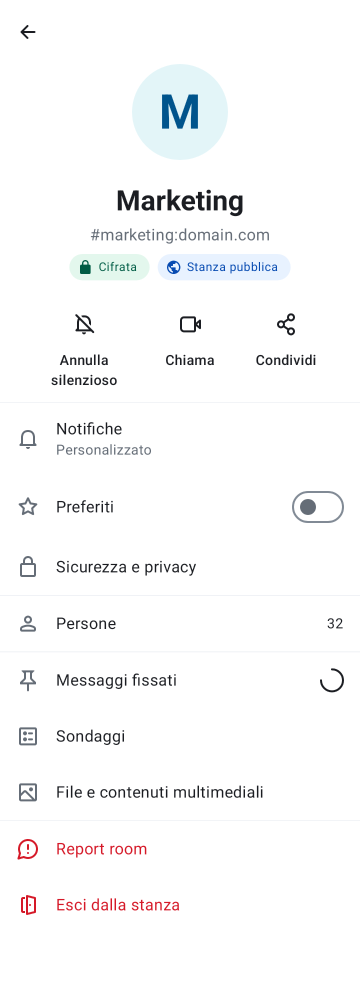 M
Marketing
#marketing:domain.com
Cifrata
Stanza pubblica
Annulla
silenzioso
Chiama
Condividi
Notifiche
Personalizzato
Preferiti
Sicurezza e privacy
Persone
32
Messaggi fissati
Sondaggi
File e contenuti multimediali
Report room
Esci dalla stanza